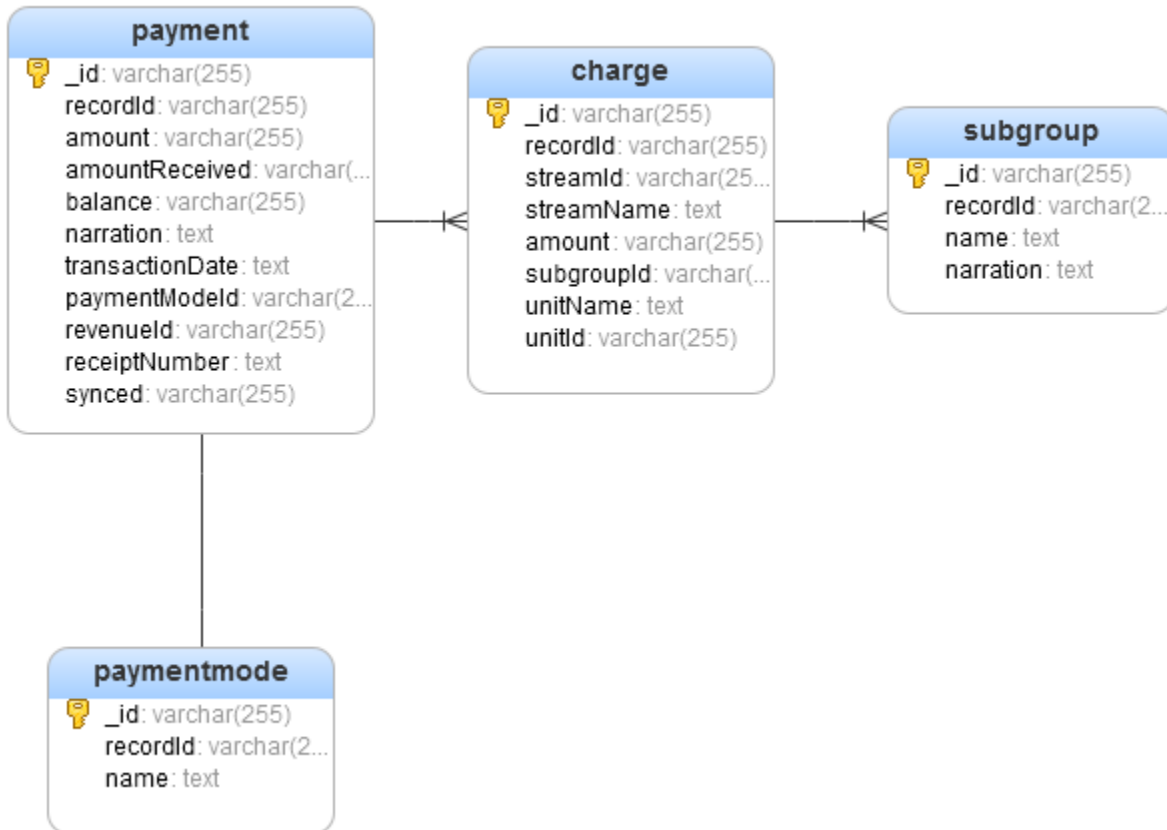 payment
_id: varchar(255)
recordId: varchar(255)
amount: varchar(255)
amountReceived: varchar(...
balance: varchar(255)
narration: text
transactionDate: text
paymentModeId: varchar(2...
revenueId: varchar(255)
receiptNumber: text
synced: varchar(255)
charge
_id: varchar(255)
recordId: varchar(255)
streamId: varchar(25...
streamName: text
amount: varchar(255)
subgroupId: varchar(...
unitName: text
unitId: varchar(255)
subgroup
_id: varchar(255)
recordId: varchar(2...
name: text
narration: text
paymentmode
_id: varchar(255)
recordId: varchar(2...
name: text